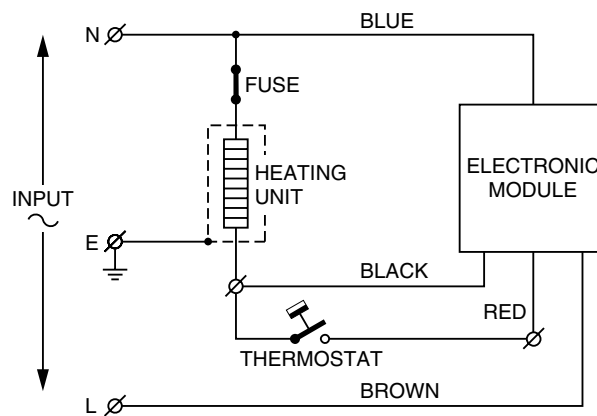 N
BLUE
FUSE
HEATING
UNIT
ELECTRONIC
MODULE
INPUT
E
BLACK
RED
THERMOSTAT
BROWN
L